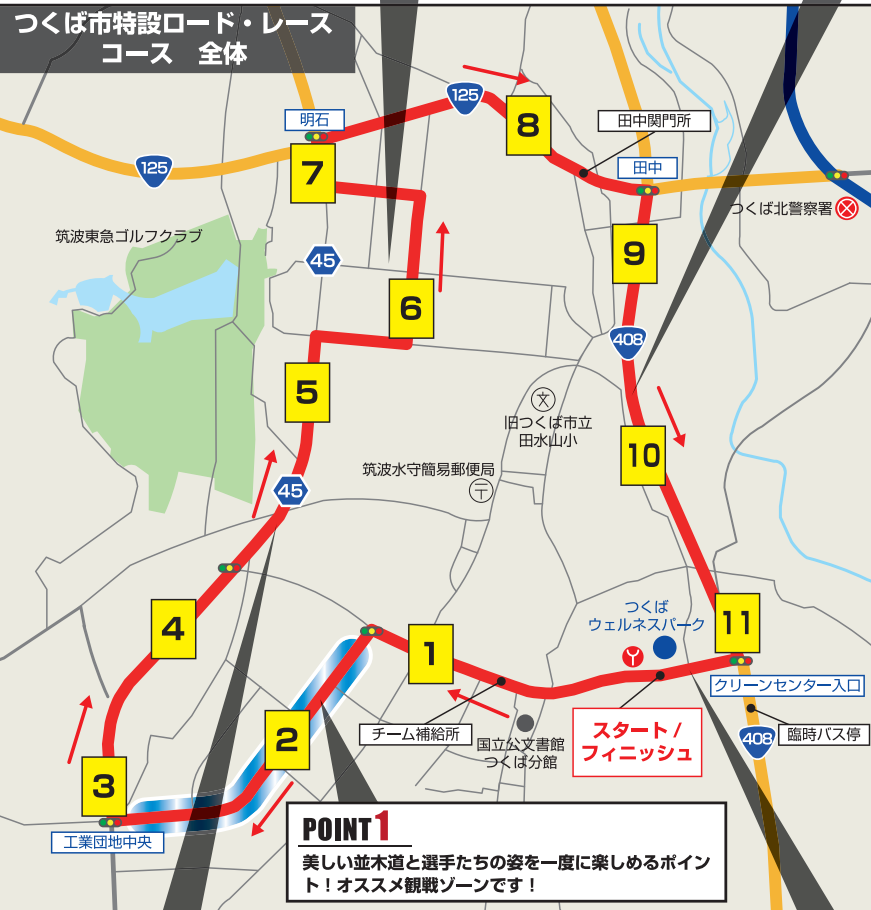 つくば市特設ロード・レース
コース　全体
125
明石
8
田中関門所
田中
125
7
つくば北警察署
筑波東急ゴルフクラブ
45
9
6
408
5
文
旧つくば市立
田水山小
10
筑波水守簡易郵便局
〒
45
4
つくば
ウェルネスパーク
11
1
クリーンセンター入口
スタート /
フィニッシュ
チーム補給所
国立公文書館
つくば分館
408
臨時バス停
2
3
工業団地中央
POINT1
美しい並木道と選手たちの姿を一度に楽しめるポイン
ト！オススメ観戦ゾーンです！